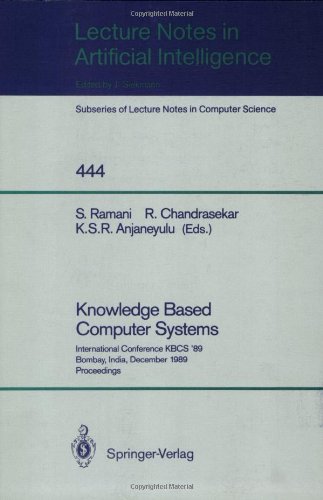 Lecture Notes in
Artificial Intelligence
Edited by J. Siekmann
Subseries of Lecture Notes in Computer Science
444
S. Ramani R. Chandrasekar
K.S.R. Anjaneyulu (Eds.)
Knowledge Based
Computer Systems
International Conference KBCS '89
Bombay, India, December 1989
Proceedings
Springer-Verlag